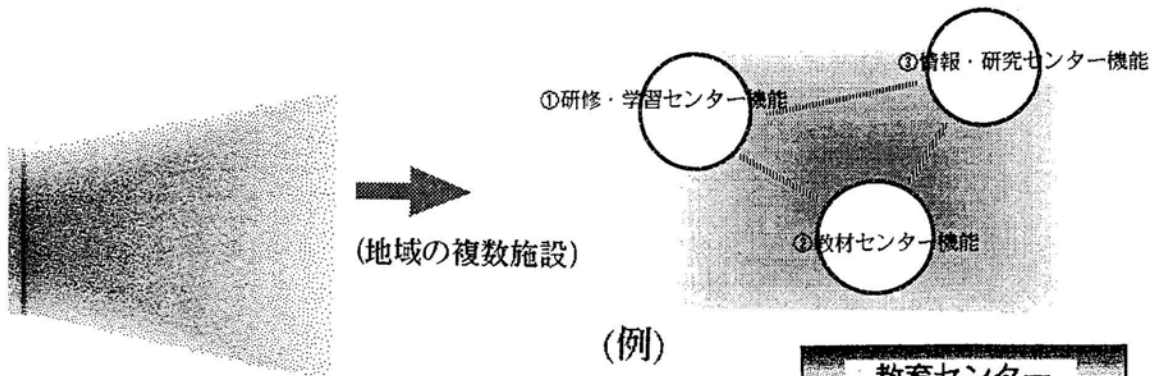 ①研修・学習センター機能
③情報・研究センター機能
②教材センター機能
(地域の複数施設)
(例)
教育センター